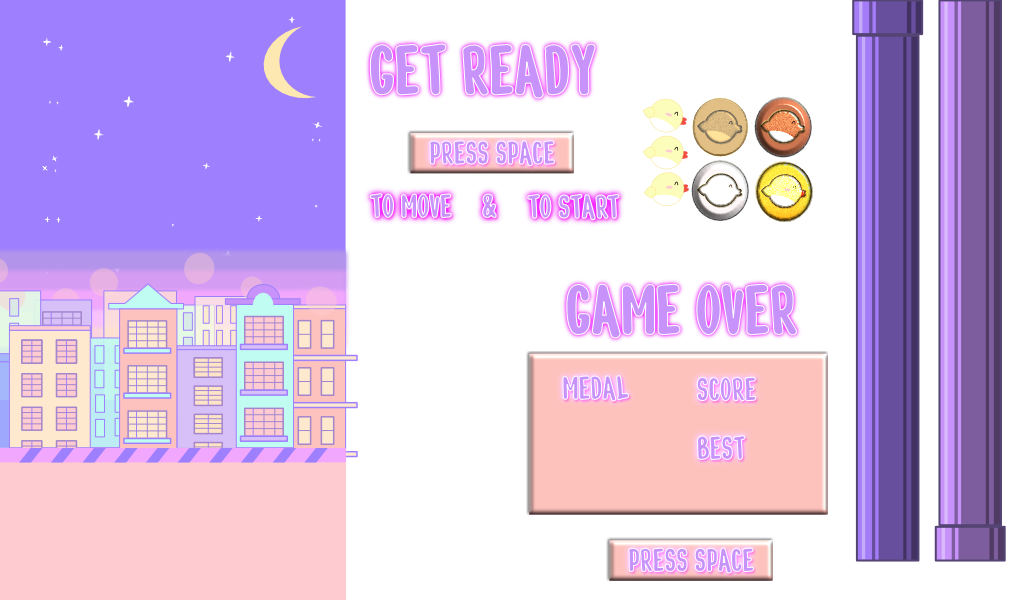 GET READY
PRESS SPACE
TO MOVE & TO START
GAME OVER
MEDAL SCORE
BEST
PRESS SPACE